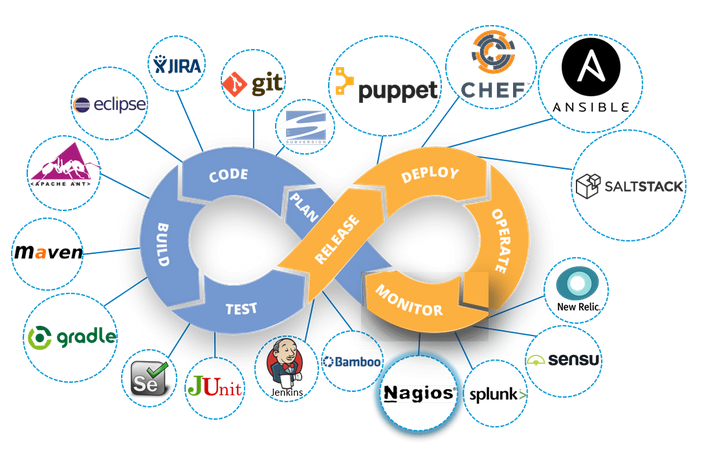 JIRA
git
eclipse
SUBVERSION
puppet
CHEF
ANSIBLE
SALTSTACK
<APACHE ANT>
maven
gradle
Se
JUnit
Jenkins
Bamboo
Nagios
splunk>
sensu
New Relic.
CODE
PLAN
BUILD
TEST
RELEASE
DEPLOY
OPERATE
MONITOR